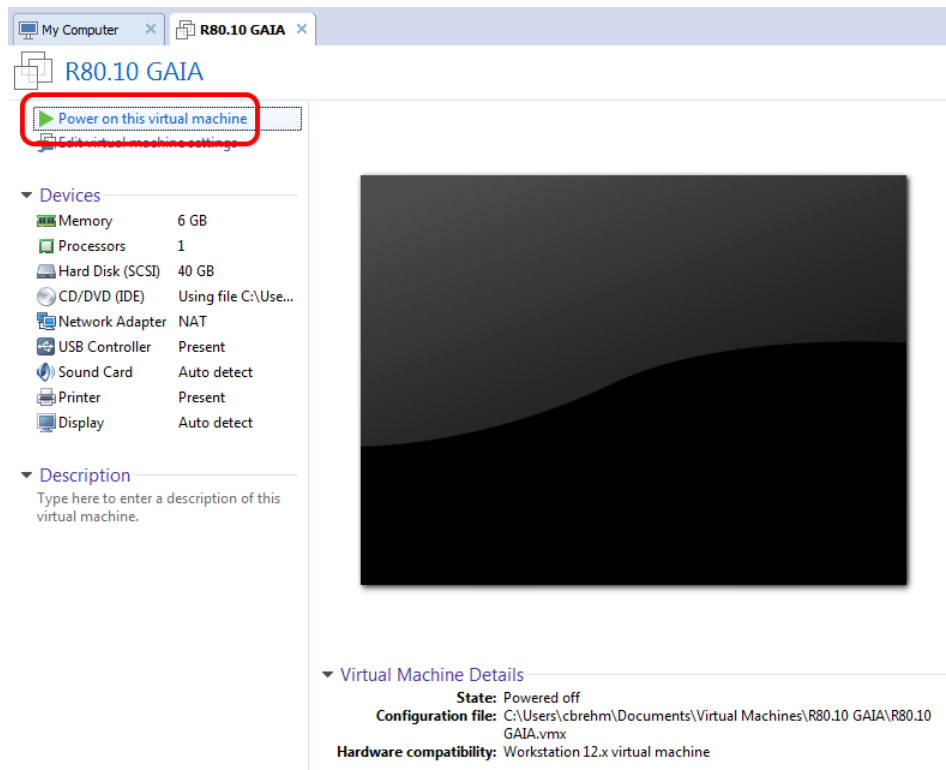 My Computer
R80.10 GAIA
R80.10 GAIA
Power on this virtual machine
Edit virtual machine settings
Devices
Memory 6 GB
Processors 1
Hard Disk (SCSI) 40 GB
CD/DVD (IDE) Using file C:\Use...
Network Adapter NAT
USB Controller Present
Sound Card Auto detect
Printer Present
Display Auto detect
Description
Type here to enter a description of this
virtual machine.
Virtual Machine Details
State: Powered off
Configuration file: C:\Users\cbrehm\Documents\Virtual Machines\R80.10 GAIA\R80.10
GAIA.vmx
Hardware compatibility: Workstation 12.x virtual machine